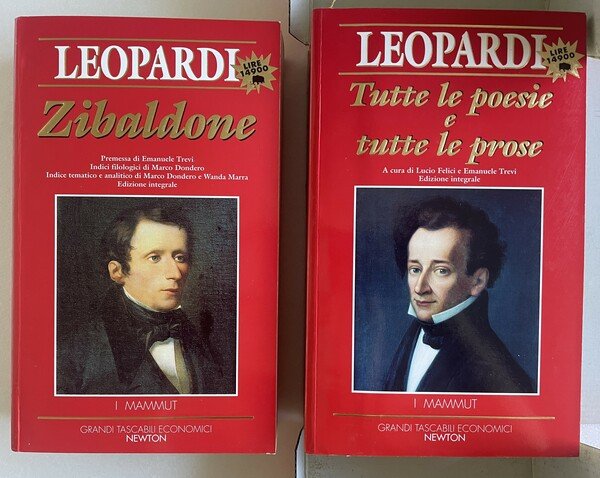 LEOPARDI
LIRE
14900
Zibaldone
Premessa di Emanuele Trevi
Indici filologici di Marco Dondero
Indice tematico e analitico di Marco Dondero e Wanda Marra
Edizione integrale
I MAMMUT
GRANDI TASCABILI ECONOMICI
NEWTON
LEOPARDI
LIRE
14900
Tutte le poesie
e
tutte le prose
A cura di Lucio Felici e Emanuele Trevi
Edizione integrale
I MAMMUT
GRANDI TASCABILI ECONOMICI
NEWTON